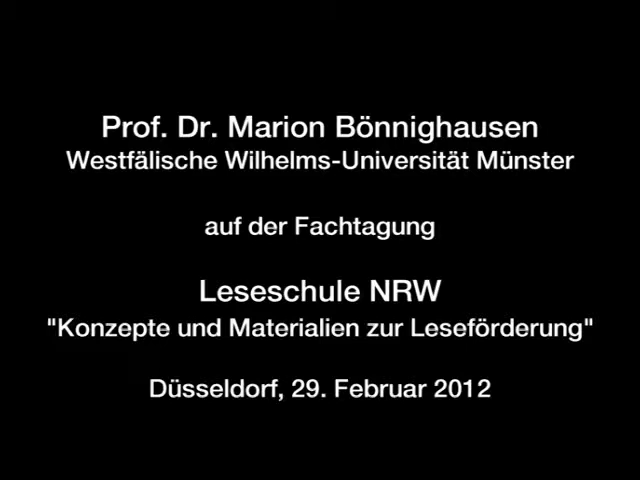 Prof. Dr. Marion Bönnighausen
Westfälische Wilhelms-Universität Münster
auf der Fachtagung
Leseschule NRW
"Konzepte und Materialien zur Leseförderung"
Düsseldorf, 29. Februar 2012